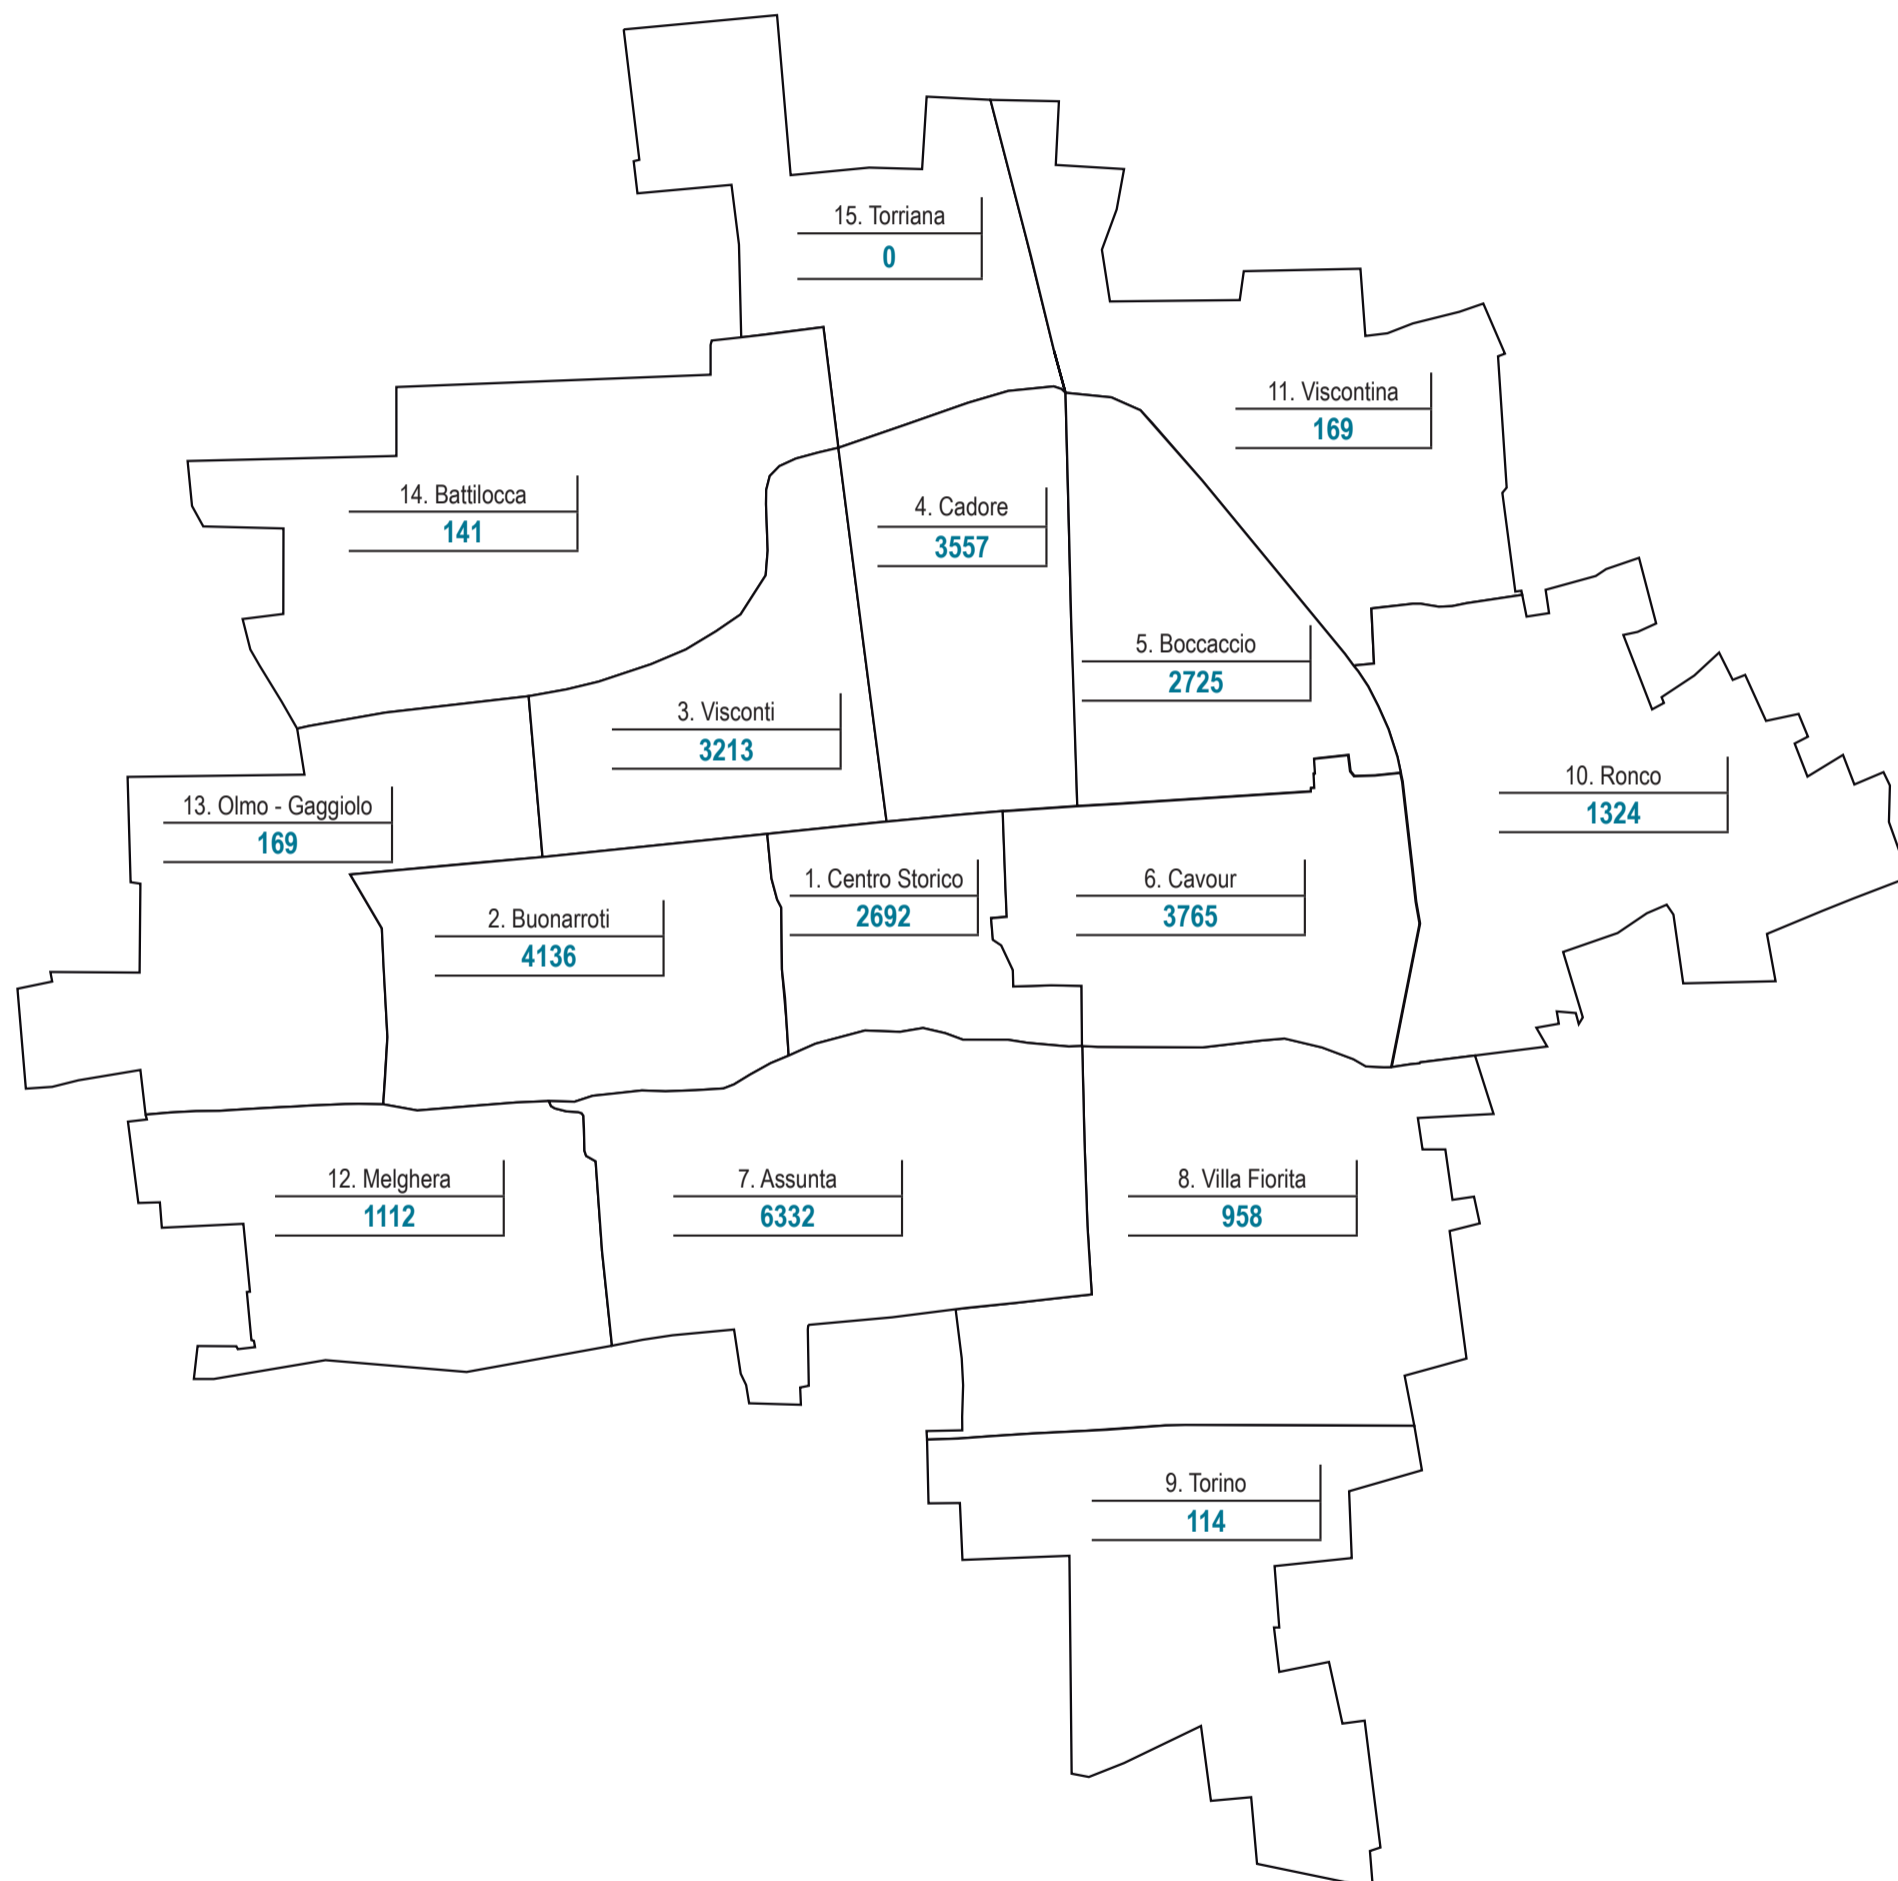 15. Torriana
0
11. Viscontina
169
14. Battilocca
141
4. Cadore
3557
5. Boccaccio
2725
3. Visconti
3213
10. Ronco
1324
13. Olmo - Gaggiolo
169
1. Centro Storico
2692
6. Cavour
3765
2. Buonarroti
4136
12. Melghera
1112
7. Assunta
6332
8. Villa Fiorita
958
9. Torino
114